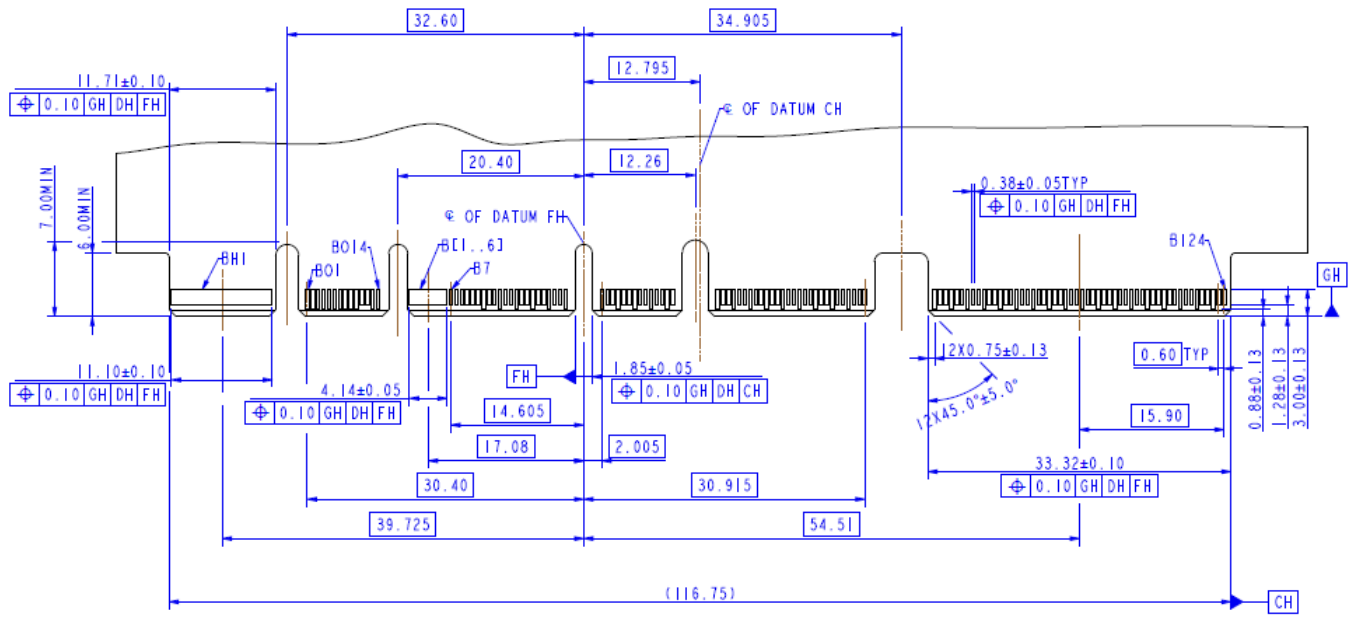 32.60
34.905
11.71±0.10
⌖ 0.10 GH DH FH
12.795
℄ OF DATUM CH
20.40
12.26
0.38±0.05TYP
⌖ 0.10 GH DH FH
7.00MIN
6.00MIN
℄ OF DATUM FH
BO14
B[1..6]
B124
BH1
BO1
B7
GH
11.10±0.10
⌖ 0.10 GH DH FH
4.14±0.05
⌖ 0.10 GH DH FH
FH
1.85±0.05
⌖ 0.10 GH DH CH
12X0.75±0.13
12X45.0°±5.0°
0.60 TYP
0.88±0.13
1.28±0.13
3.00±0.13
14.605
15.90
17.08
2.005
33.32±0.10
⌖ 0.10 GH DH FH
30.40
30.915
39.725
54.51
(116.75)
CH